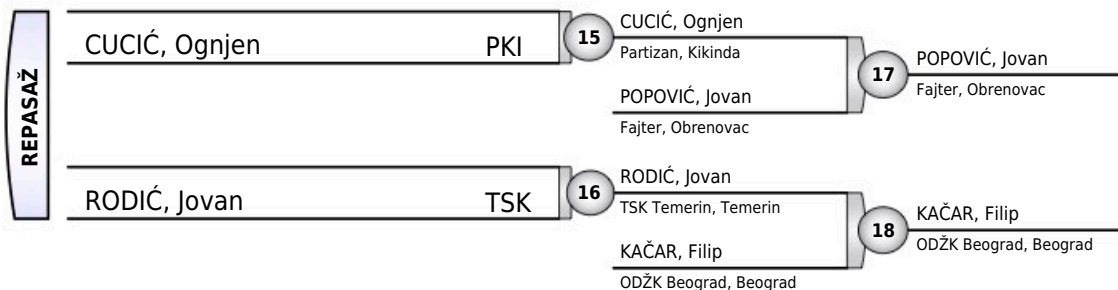 REPASAŽ
CUCIĆ, Ognjen PKI
15
CUCIĆ, Ognjen
Partizan, Kikinda
POPOVIĆ, Jovan
Fajter, Obrenovac
17
POPOVIĆ, Jovan
Fajter, Obrenovac
RODIĆ, Jovan TSK
16
RODIĆ, Jovan
TSK Temerin, Temerin
KAČAR, Filip
ODŽK Beograd, Beograd
18
KAČAR, Filip
ODŽK Beograd, Beograd